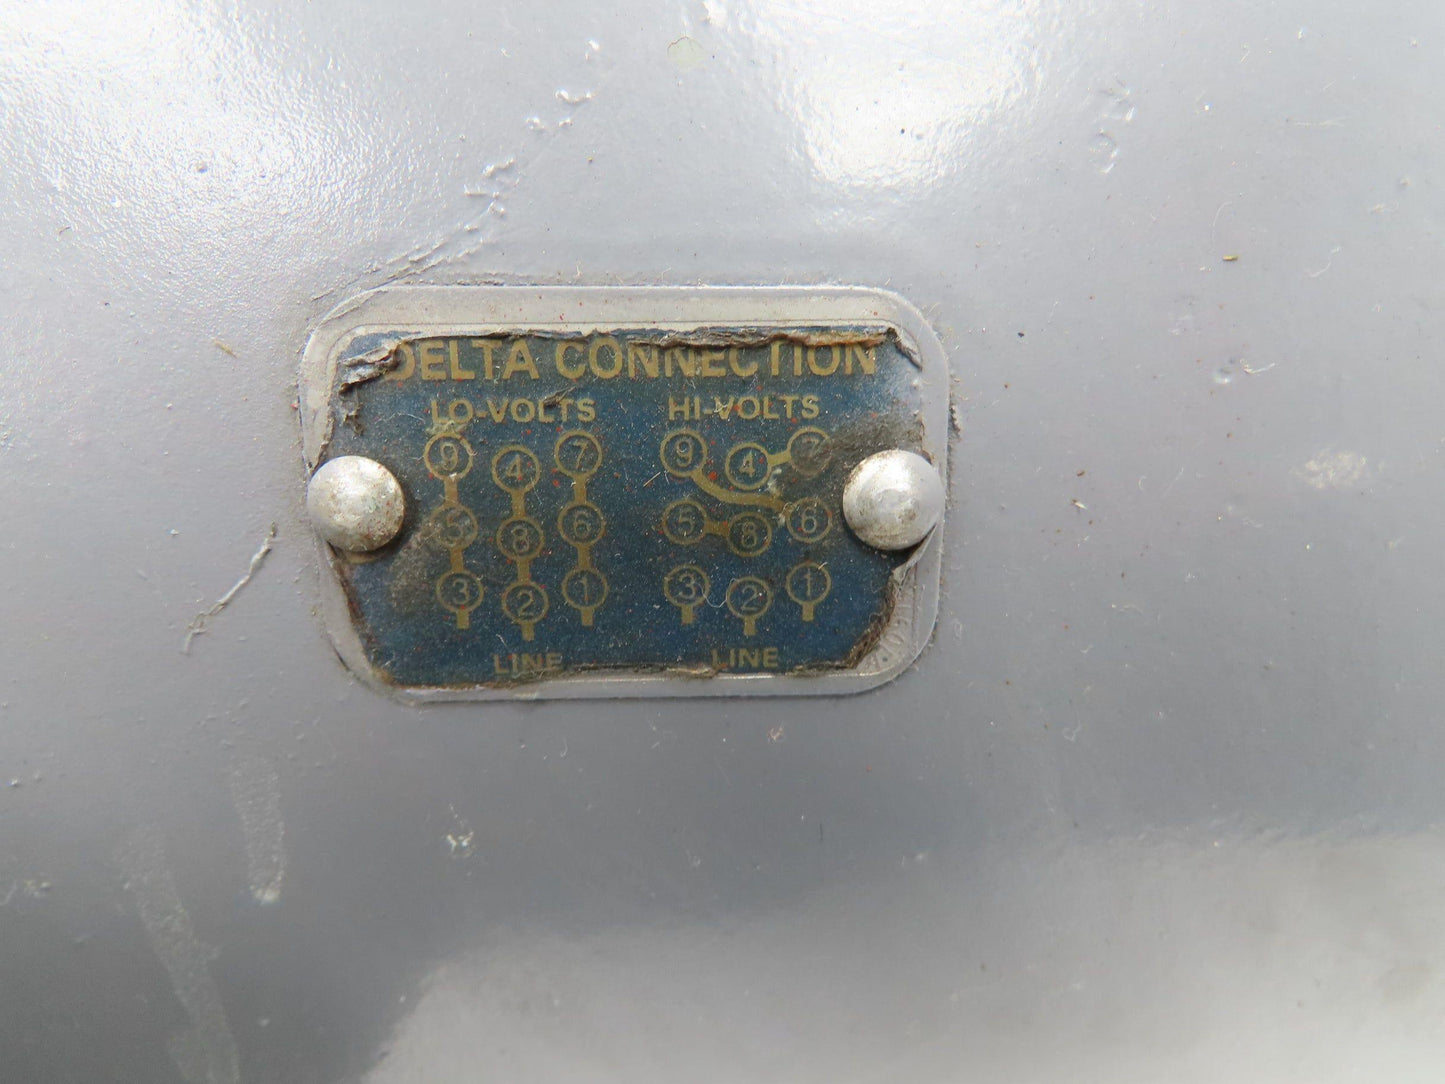 DELTA CONNECTION
LO-VOLTS HI-VOLTS
9 4 7 9 4 7
5 8 6 5 8 6
3 2 1 3 2 1
LINE LINE